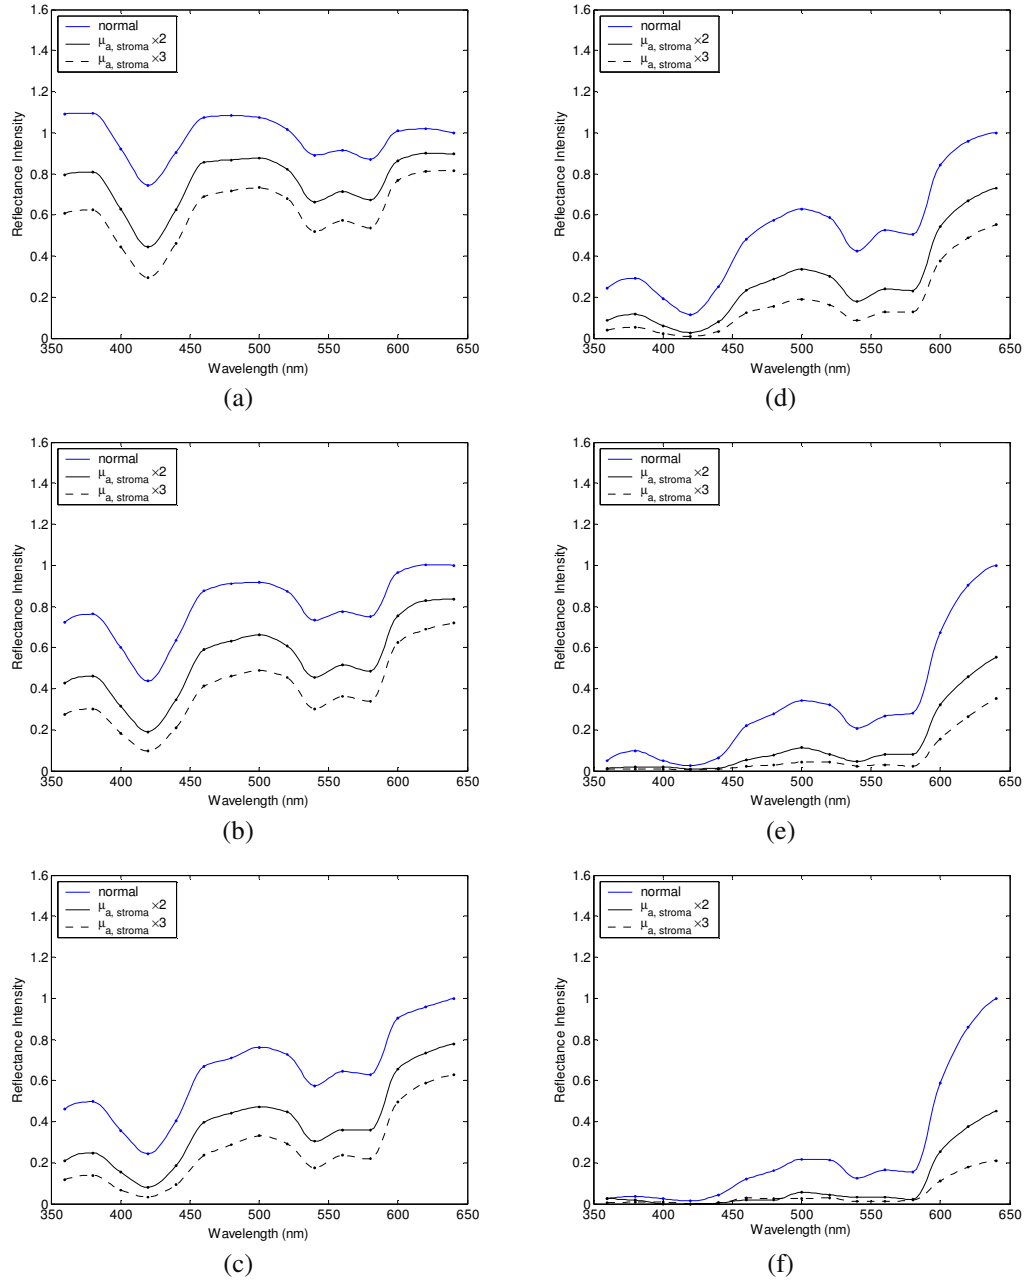 normal
μa, stroma ×2
μa, stroma ×3
Reflectance Intensity
1.6
1.4
1.2
1
0.8
0.6
0.4
0.2
0
350 400 450 500 550 600 650
Wavelength (nm)
(a)
normal
μa, stroma ×2
μa, stroma ×3
Reflectance Intensity
1.6
1.4
1.2
1
0.8
0.6
0.4
0.2
0
350 400 450 500 550 600 650
Wavelength (nm)
(d)
normal
μa, stroma ×2
μa, stroma ×3
Reflectance Intensity
1.6
1.4
1.2
1
0.8
0.6
0.4
0.2
0
350 400 450 500 550 600 650
Wavelength (nm)
(b)
normal
μa, stroma ×2
μa, stroma ×3
Reflectance Intensity
1.6
1.4
1.2
1
0.8
0.6
0.4
0.2
0
350 400 450 500 550 600 650
Wavelength (nm)
(e)
normal
μa, stroma ×2
μa, stroma ×3
Reflectance Intensity
1.6
1.4
1.2
1
0.8
0.6
0.4
0.2
0
350 400 450 500 550 600 650
Wavelength (nm)
(c)
normal
μa, stroma ×2
μa, stroma ×3
Reflectance Intensity
1.6
1.4
1.2
1
0.8
0.6
0.4
0.2
0
350 400 450 500 550 600 650
Wavelength (nm)
(f)